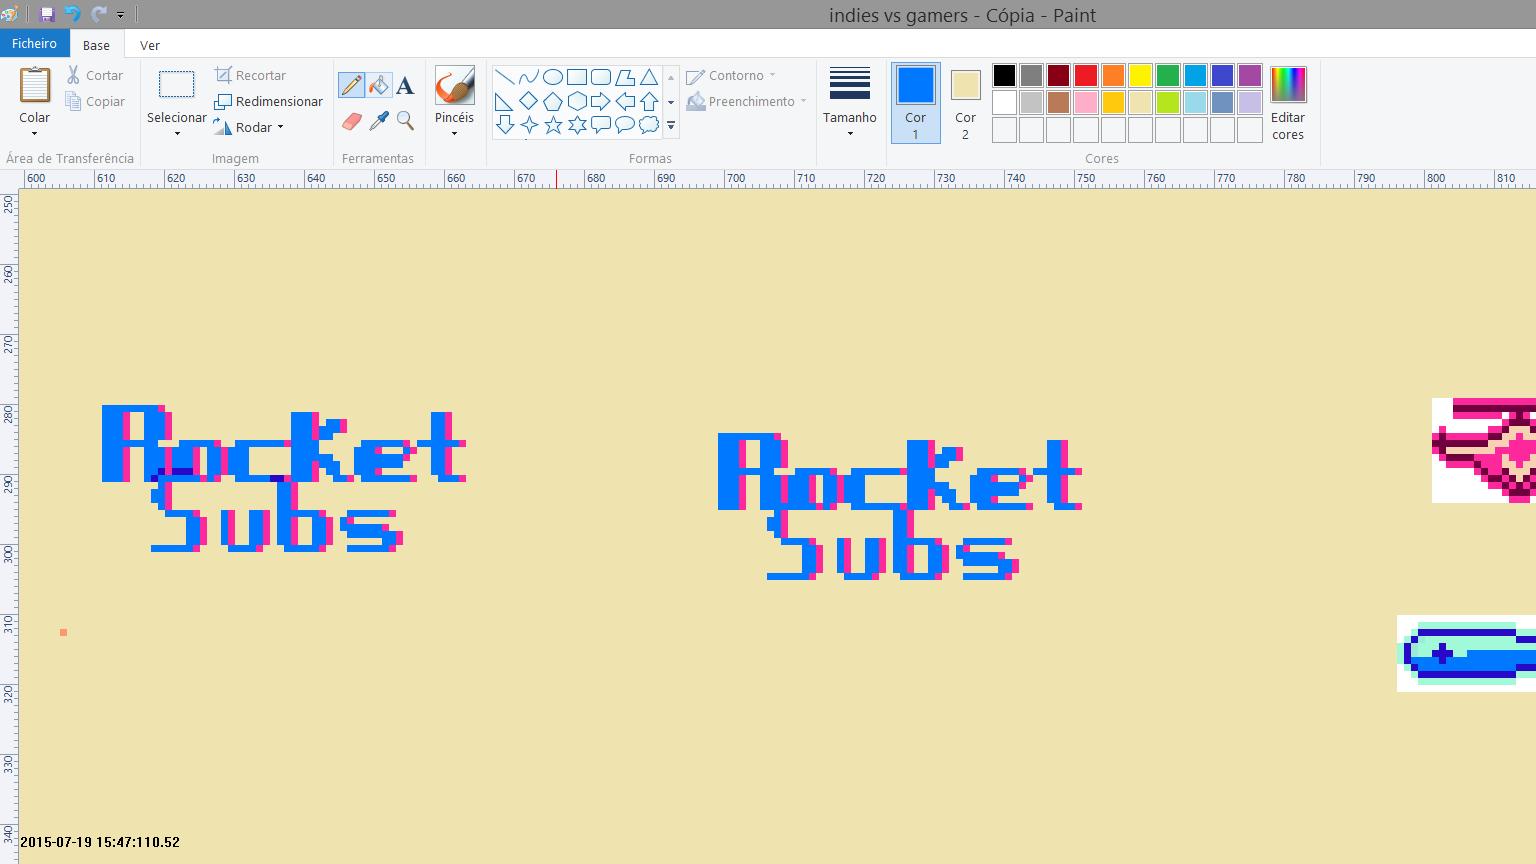 indies vs gamers - Cópia - Paint
Ficheiro Base Ver
Colar
Cortar
Copiar
Área de Transferência
Selecionar
Recortar
Redimensionar
Rodar
Imagem
A
Ferramentas
Pincéis
Contorno
Preenchimento
Formas
Tamanho
Cor
1
Cor
2
Editar
cores
Cores
600 610 620 630 640 650 660 670 680 690 700 710 720 730 740 750 760 770 780 790 800 810
250
260
270
280
290
300
310
320
330
340
Rocket
Subs
Rocket
Subs
2015-07-19 15:47:110.52